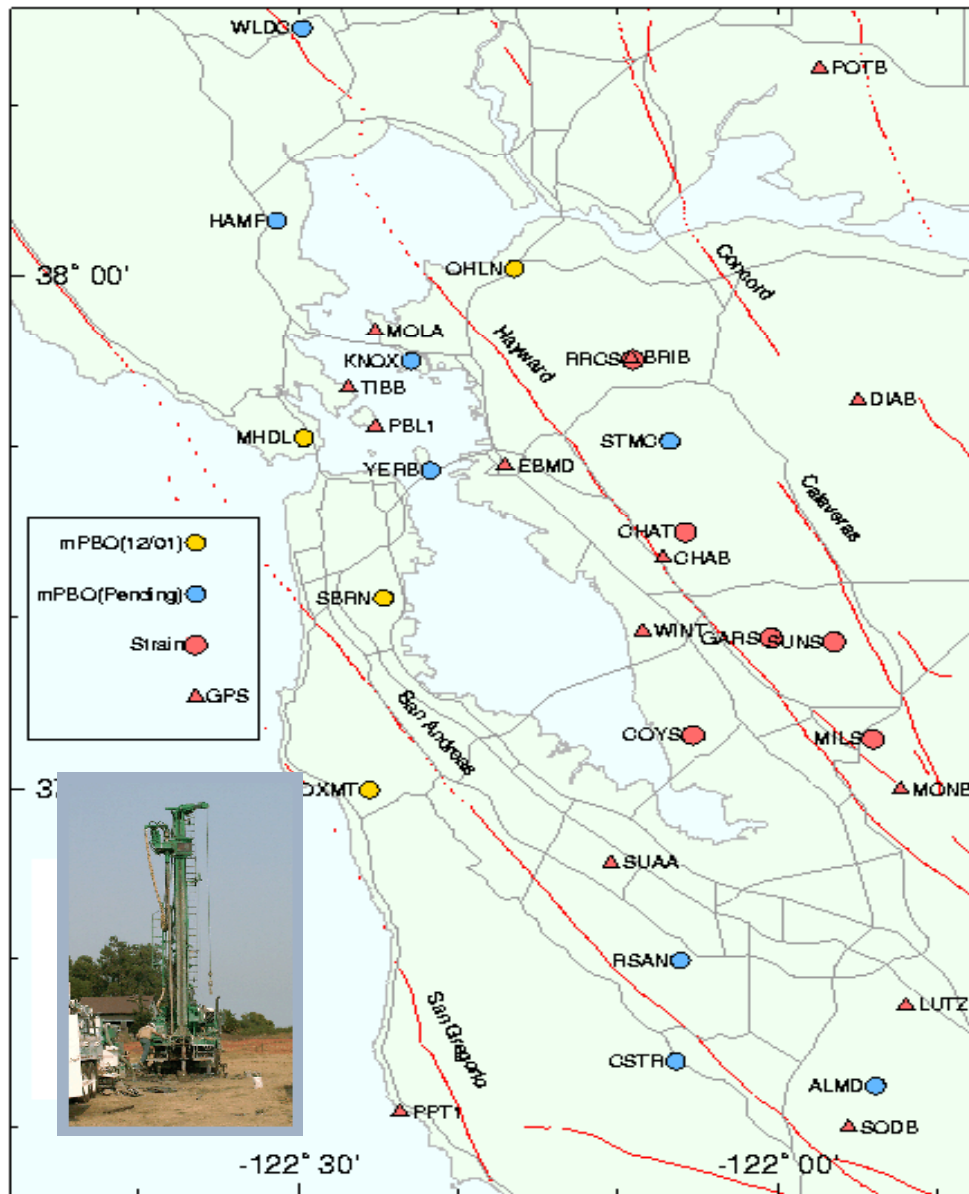 WLDC
POTB
HAMF
OHLN
38° 00'
Concord
MOLA
Hayward
KNOX
RRCS
BRIB
TIBB
DIAB
PBL1
MHDL
STMC
YERB
EBMD
Calaveras
mPBO(12/01)
CHAT
CHAB
mPBO(Pending)
SBRN
Strain
WINT
GARS
SUNS
GPS
San Andreas
COYS
MILS
37
OXMT
MONB
SUAA
RSAN
LUTZ
San Gregorio
CSTR
ALMD
PPT1
SODB
-122° 30'
-122° 00'